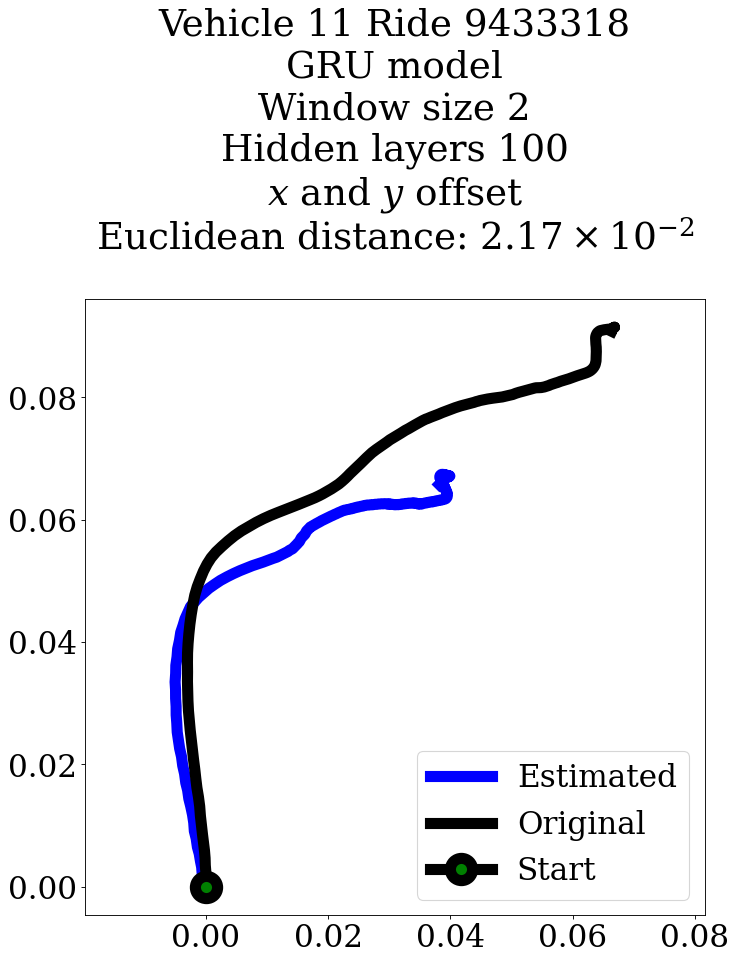 Vehicle 11 Ride 9433318
GRU model
Window size 2
Hidden layers 100
x and y offset
Euclidean distance: 2.17 × 10⁻²
0.08
0.06
0.04
0.02
0.00
Estimated
Original
Start
0.00 0.02 0.04 0.06 0.08